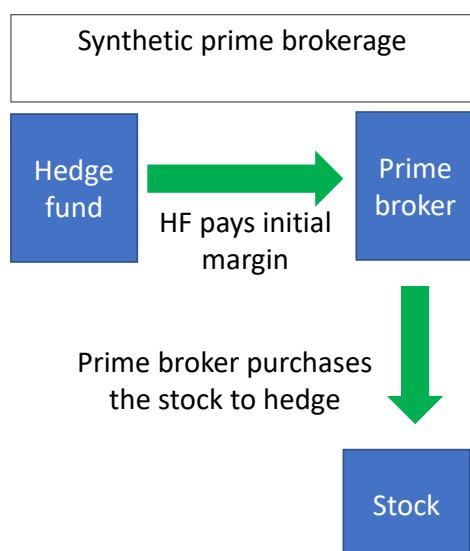 Synthetic prime brokerage
Hedge
fund
HF pays initial
margin
Prime
broker
Prime broker purchases
the stock to hedge
Stock